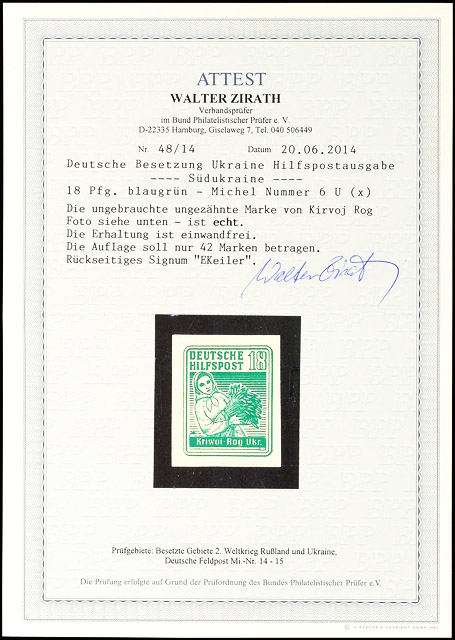 ATTEST
WALTER ZIRATH
Verbandsprüfer
im Bund Philatelistischer Prüfer e. V.
D-22335 Hamburg, Giselaweg 7, Tel. 040 506449
Nr. 48/14 Datum 20.06.2014
Deutsche Besetzung Ukraine Hilfspostausgabe
---- Südukraine ----
18 Pfg. blaugrün - Michel Nummer 6 U (x)
Die ungebrauchte ungezähnte Marke von Kirvoj Rog
Foto siehe unten - ist echt.
Die Erhaltung ist einwandfrei.
Die Auflage soll nur 42 Marken betragen.
Rückseitiges Signum "EKeiler".
Walter Zirath
DEUTSCHE 18
HILFSPOST
Kriwoi-Rog Ukr.
Prüfgebiete: Besetzte Gebiete 2. Weltkrieg Rußland und Ukraine,
Deutsche Feldpost Mi.-Nr. 14 - 15
Die Prüfung erfolgte auf Grund der Prüfordnung des Bundes Philatelistischer Prüfer e.V.